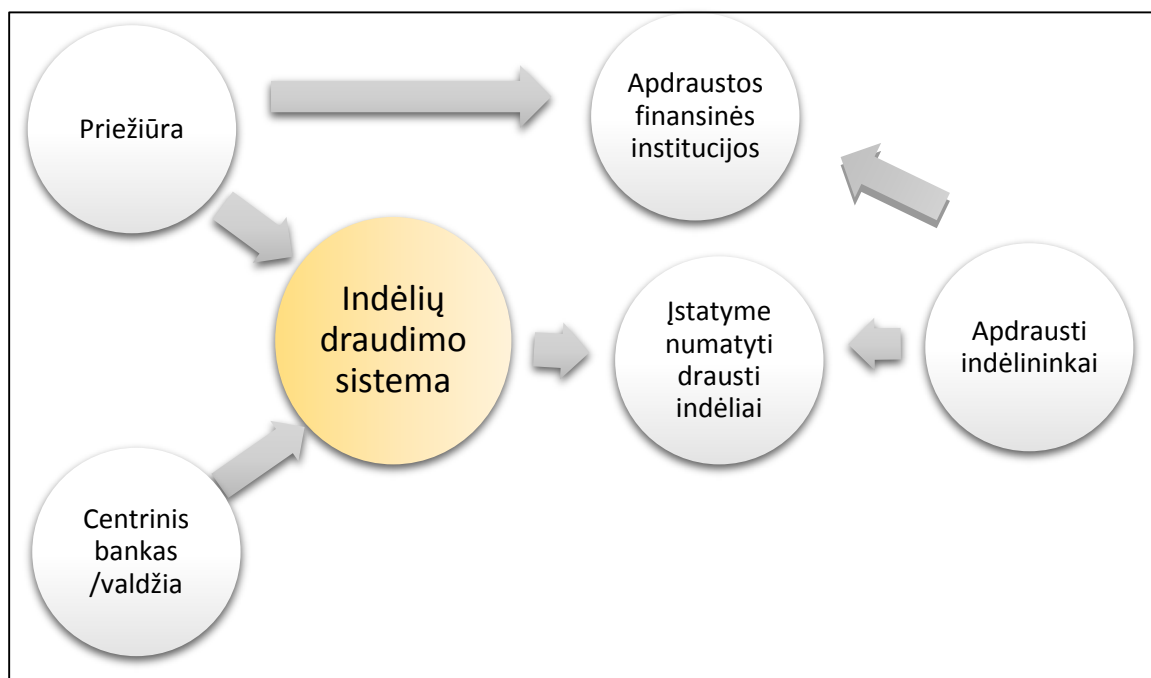 Priežiūra
Apdraustos
finansinės
institucijos
Indėlių
draudimo
sistema
Įstatyme
numatyti
drausti
indėliai
Apdrausti
indėlininkai
Centrinis
bankas
/valdžia